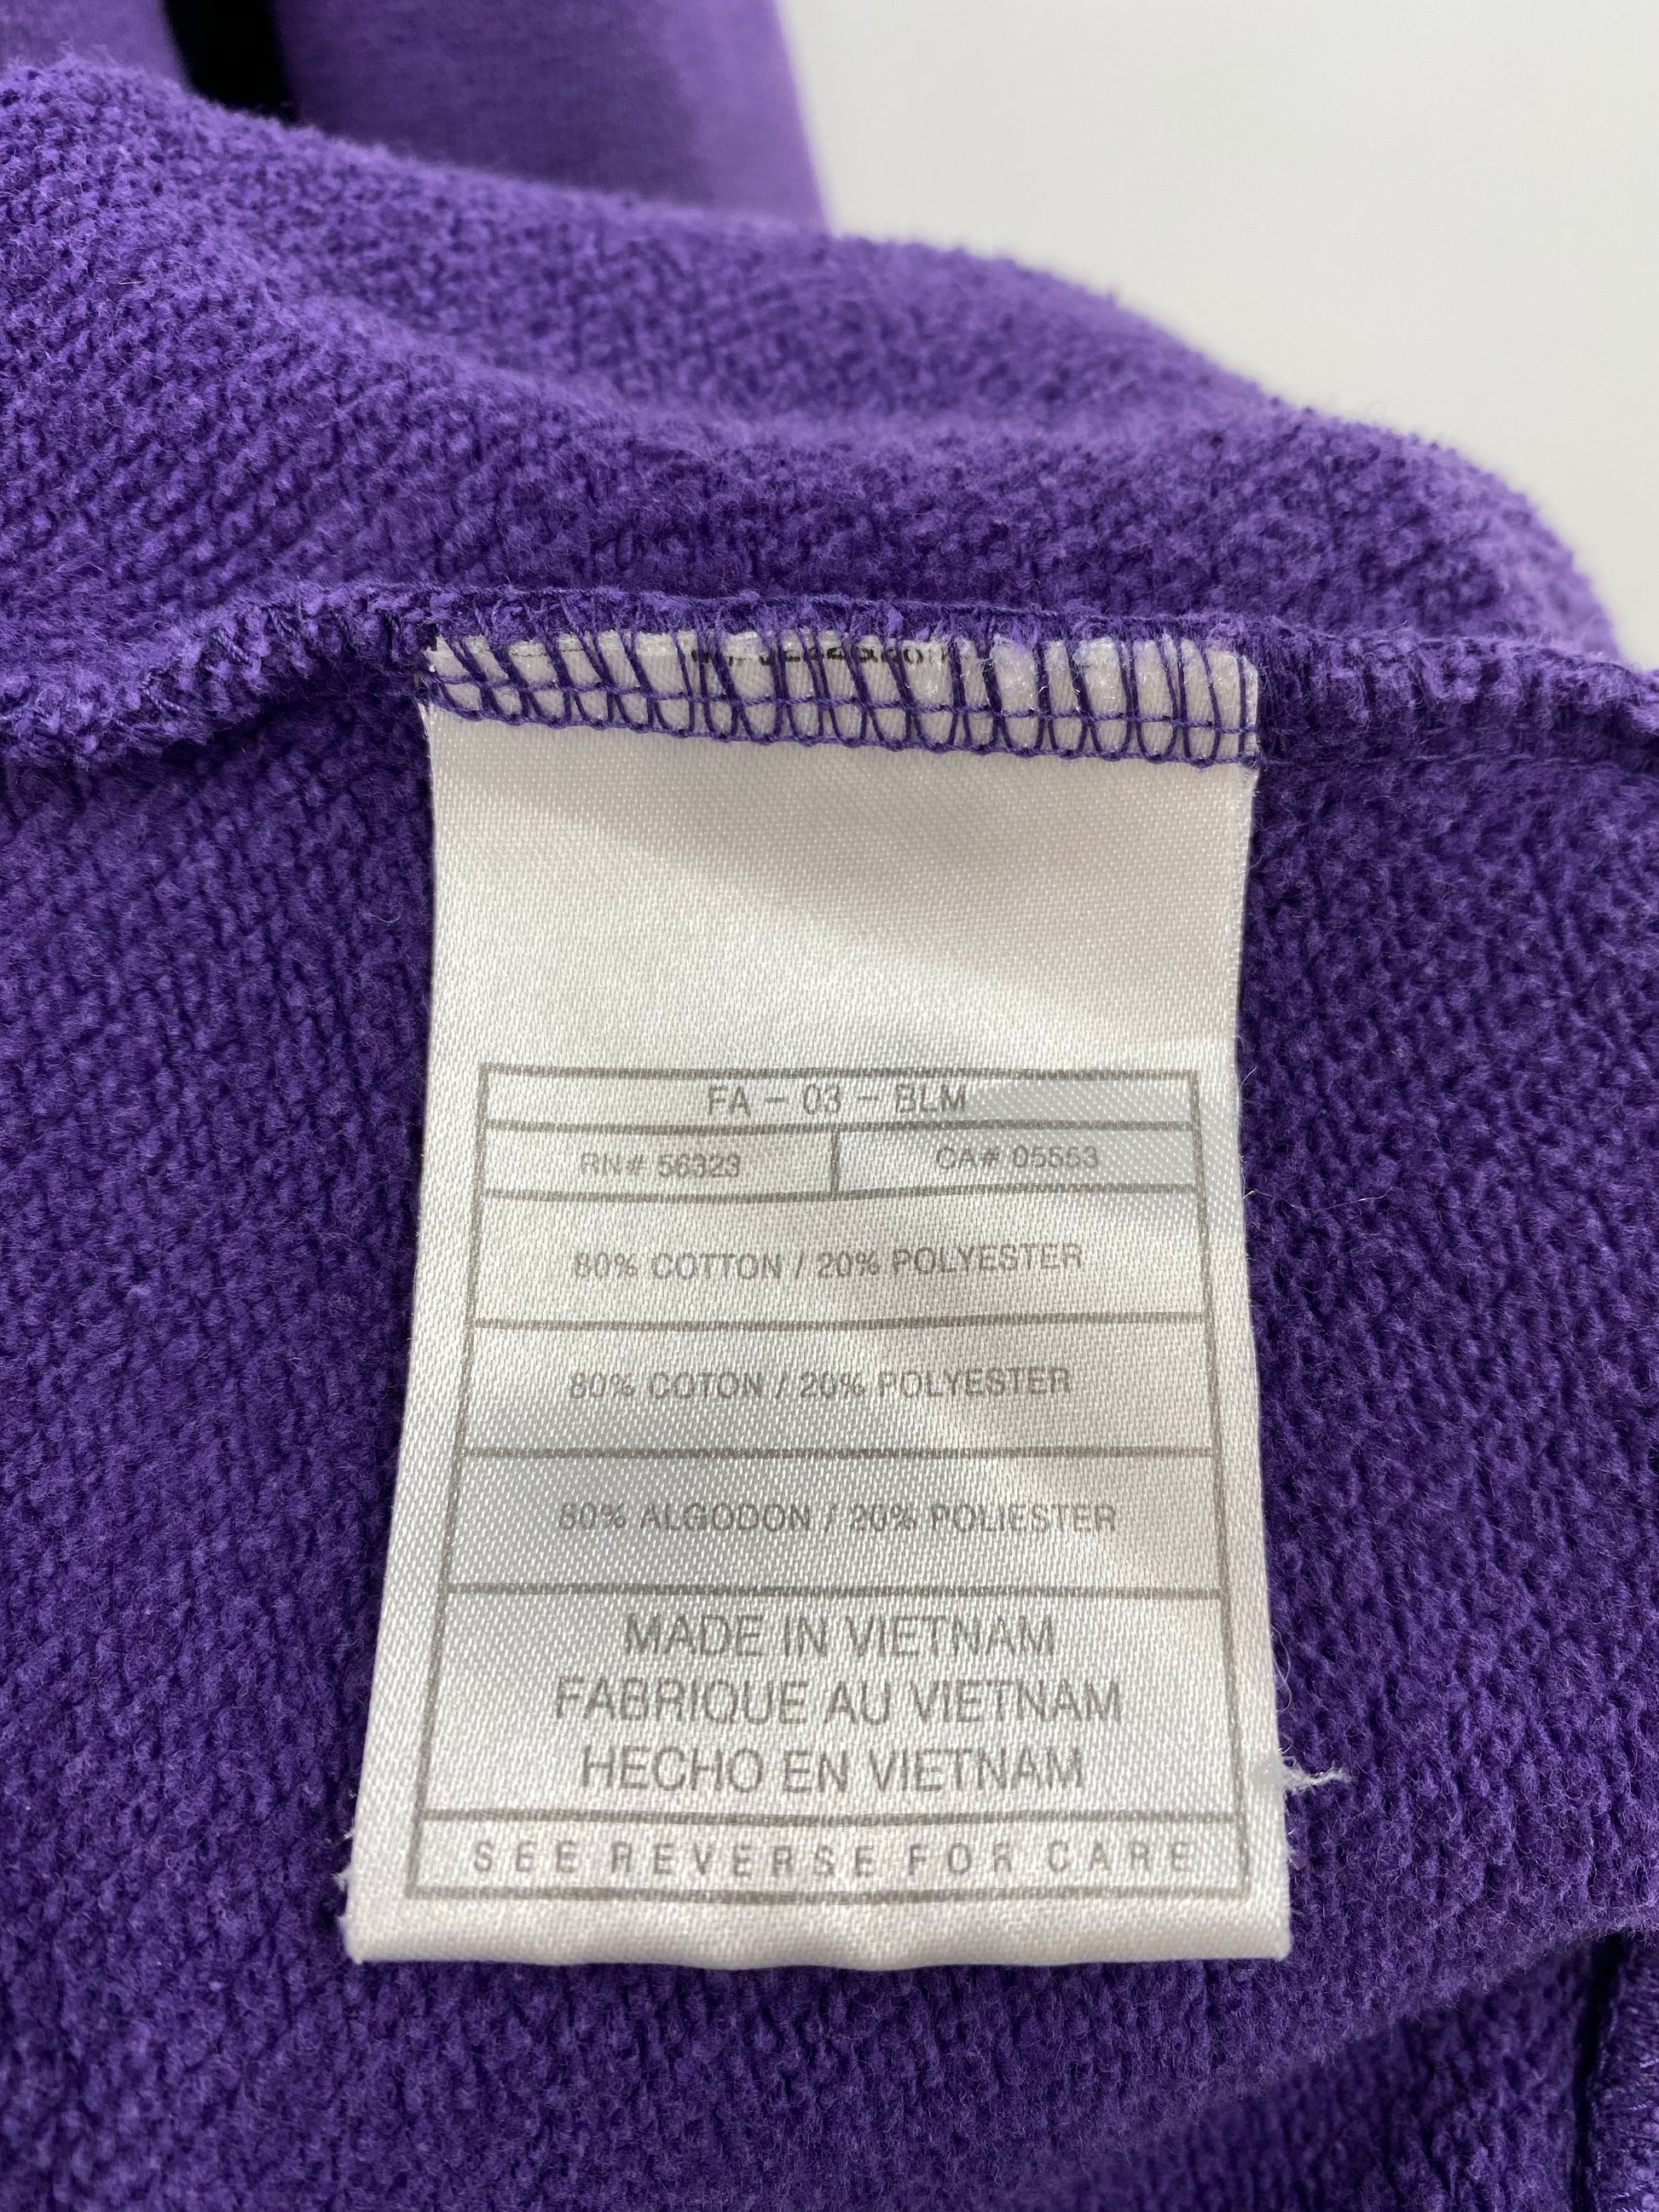 FA - 03 - BLM
RN# 56323 CA# 05553
80% COTTON / 20% POLYESTER
80% COTON / 20% POLYESTER
80% ALGODON / 20% POLIESTER
MADE IN VIETNAM
FABRIQUE AU VIETNAM
HECHO EN VIETNAM
SEE REVERSE FOR CARE